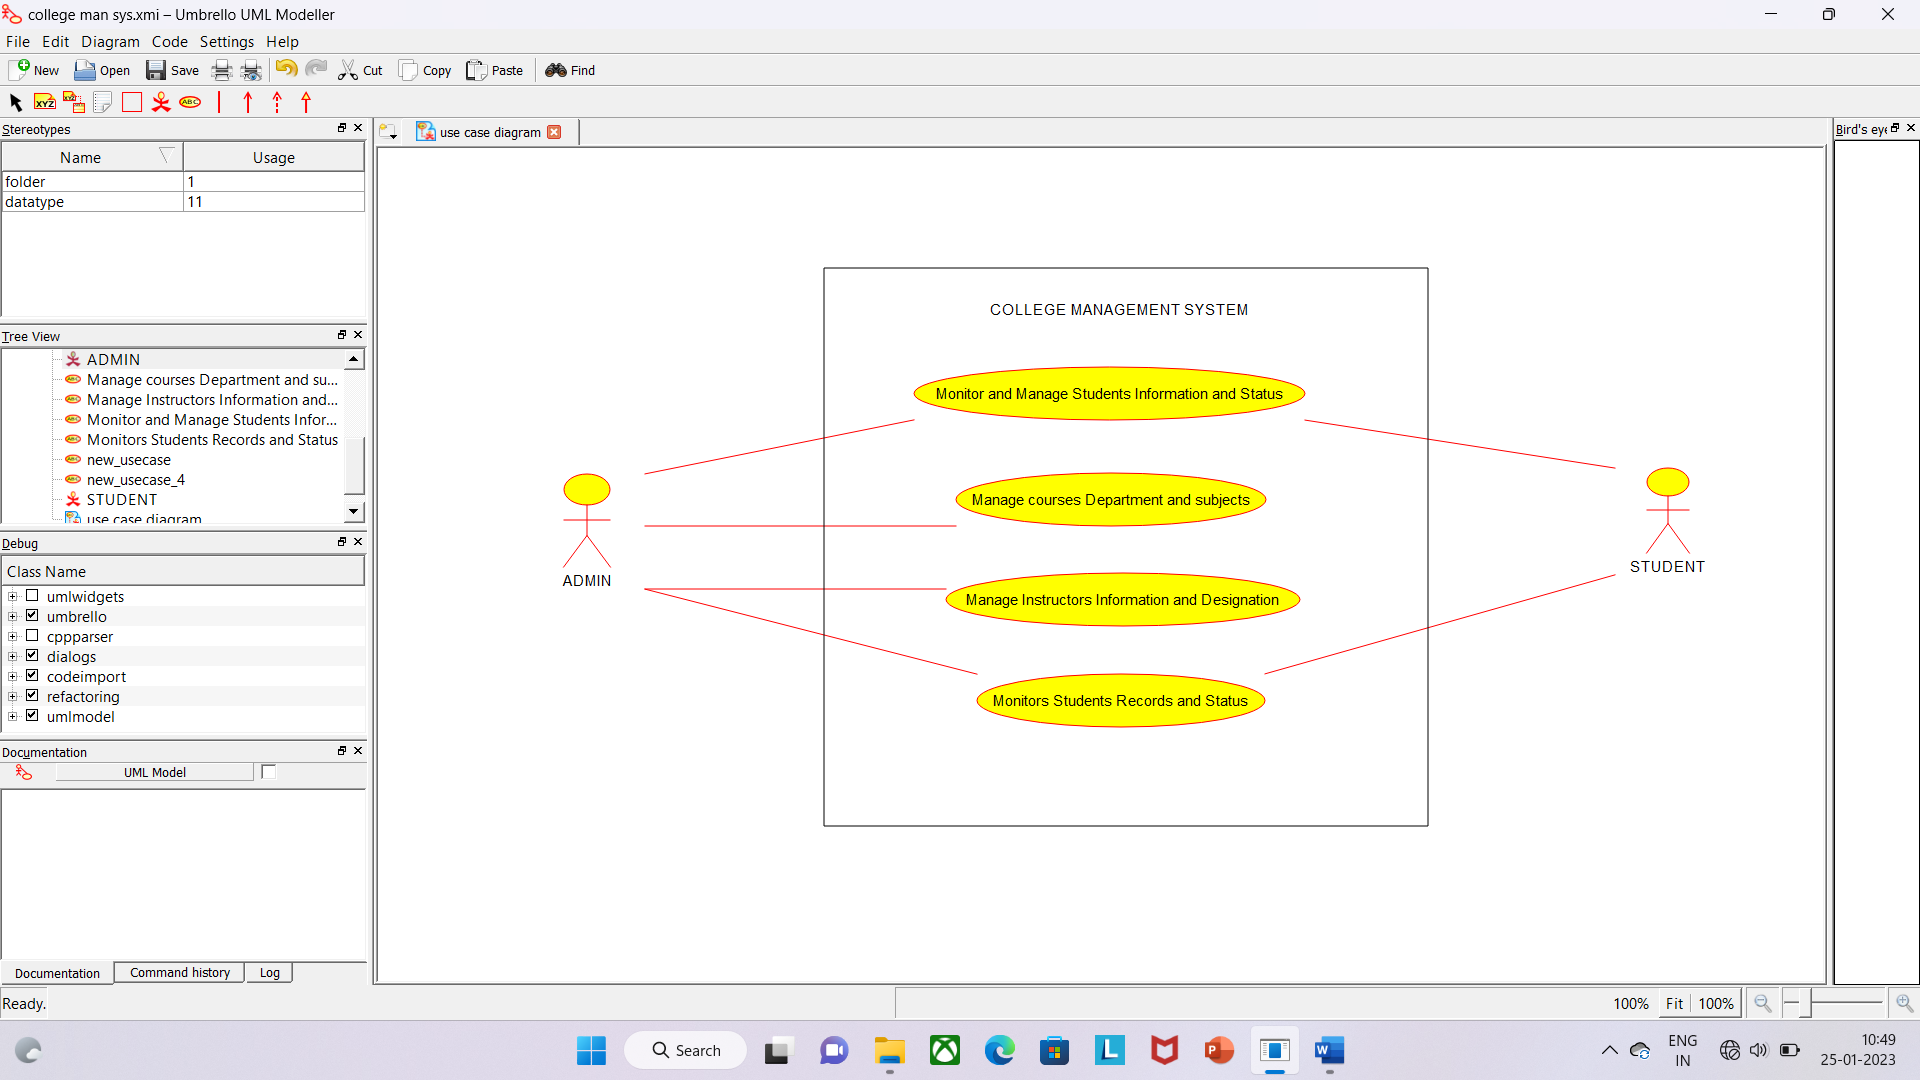 college man sys.xmi – Umbrello UML Modeller
File Edit Diagram Code Settings Help
New Open Save Cut Copy Paste Find
XYZ XYZ ABC
Stereotypes
Name Usage
folder 1
datatype 11
Tree View
ADMIN
Manage courses Department and su...
Manage Instructors Information and...
Monitor and Manage Students Infor...
Monitors Students Records and Status
new_usecase
new_usecase_4
STUDENT
use case diagram
Debug
Class Name
umlwidgets
umbrello
cppparser
dialogs
codeimport
refactoring
umlmodel
Documentation
UML Model
Documentation Command history Log
Ready.
use case diagram
COLLEGE MANAGEMENT SYSTEM
Monitor and Manage Students Information and Status
Manage courses Department and subjects
Manage Instructors Information and Designation
Monitors Students Records and Status
ADMIN
STUDENT
Bird's eye
100% Fit 100%
Search
ENG
IN
10:49
25-01-2023